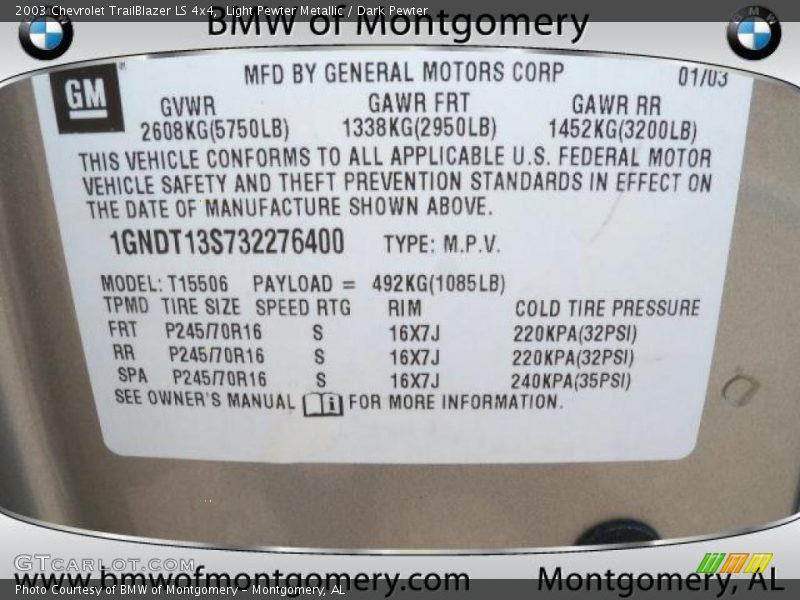 2003 Chevrolet TrailBlazer LS 4x4,  Light Pewter Metallic / Dark Pewter
BMW of Montgomery
BMW
BMW
GM
MFD BY GENERAL MOTORS CORP 01/03
GVWR GAWR FRT GAWR RR
2608KG(5750LB) 1338KG(2950LB) 1452KG(3200LB)
THIS VEHICLE CONFORMS TO ALL APPLICABLE U.S. FEDERAL MOTOR
VEHICLE SAFETY AND THEFT PREVENTION STANDARDS IN EFFECT ON
THE DATE OF MANUFACTURE SHOWN ABOVE.
1GNDT13S732276400 TYPE: M.P.V.
MODEL: T15506 PAYLOAD = 492KG(1085LB)
TPMD TIRE SIZE SPEED RTG RIM COLD TIRE PRESSURE
FRT P245/70R16 S 16X7J 220KPA(32PSI)
RR P245/70R16 S 16X7J 220KPA(32PSI)
SPA P245/70R16 S 16X7J 240KPA(35PSI)
SEE OWNER'S MANUAL i FOR MORE INFORMATION.
GTcarlot.com
www.bmwofmontgomery.com Montgomery, AL
Photo Courtesy of BMW of Montgomery - Montgomery, AL